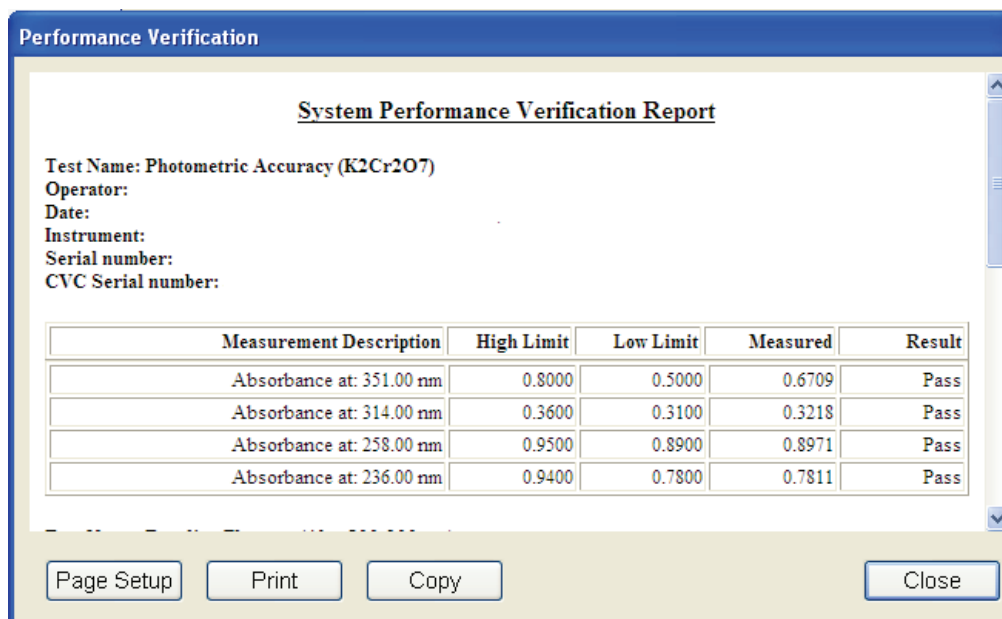 Performance Verification
System Performance Verification Report
Test Name: Photometric Accuracy (K2Cr2O7)
Operator:
Date:
Instrument:
Serial number:
CVC Serial number:
Measurement Description High Limit Low Limit Measured Result
Absorbance at: 351.00 nm 0.8000 0.5000 0.6709 Pass
Absorbance at: 314.00 nm 0.3600 0.3100 0.3218 Pass
Absorbance at: 258.00 nm 0.9500 0.8900 0.8971 Pass
Absorbance at: 236.00 nm 0.9400 0.7800 0.7811 Pass
Page Setup Print Copy Close